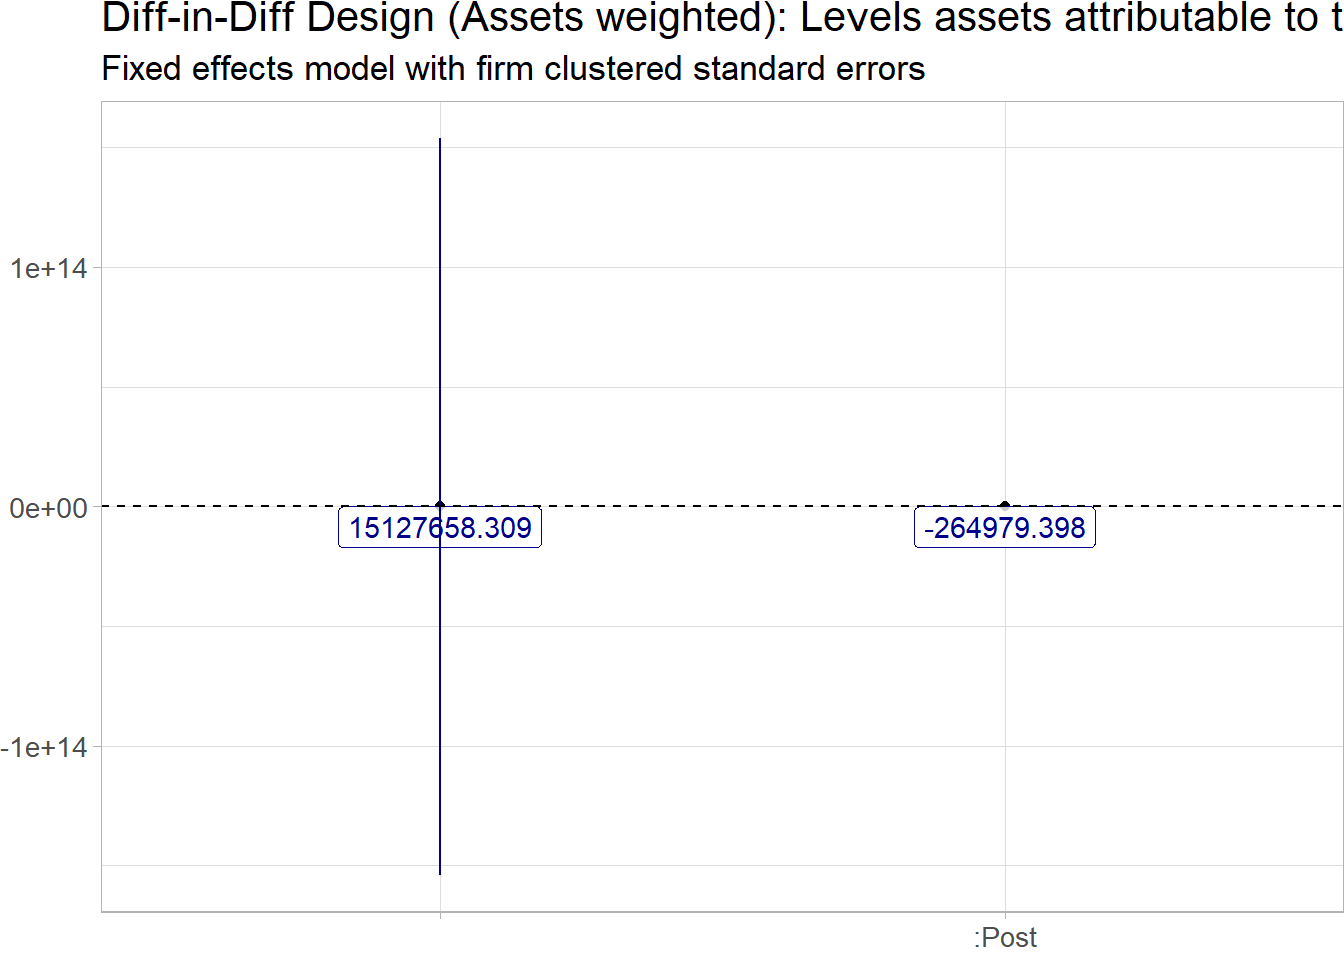 Diff-in-Diff Design (Assets weighted): Levels assets attributable to t
Fixed effects model with firm clustered standard errors
1e+14
0e+00
15127658.309
-264979.398
-1e+14
:Post